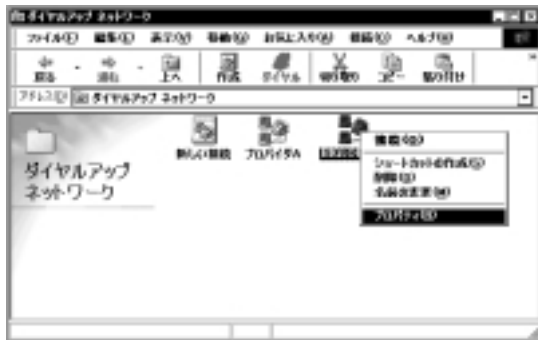 ダイヤルアップ ネットワーク
ファイル(F) 編集(E) 表示(V) 移動(G) お気に入り(A) 接続(C) ヘルプ(H)
戻る 進む 上へ 作成 ダイヤル 切り取り コピー 貼り付け
アドレス(D) ダイヤルアップ ネットワーク
ダイヤルアップ
ネットワーク
新しい接続 プロバイダA
接続(O)
ショートカットの作成(S)
削除(D)
名前の変更(M)
プロパティ(R)